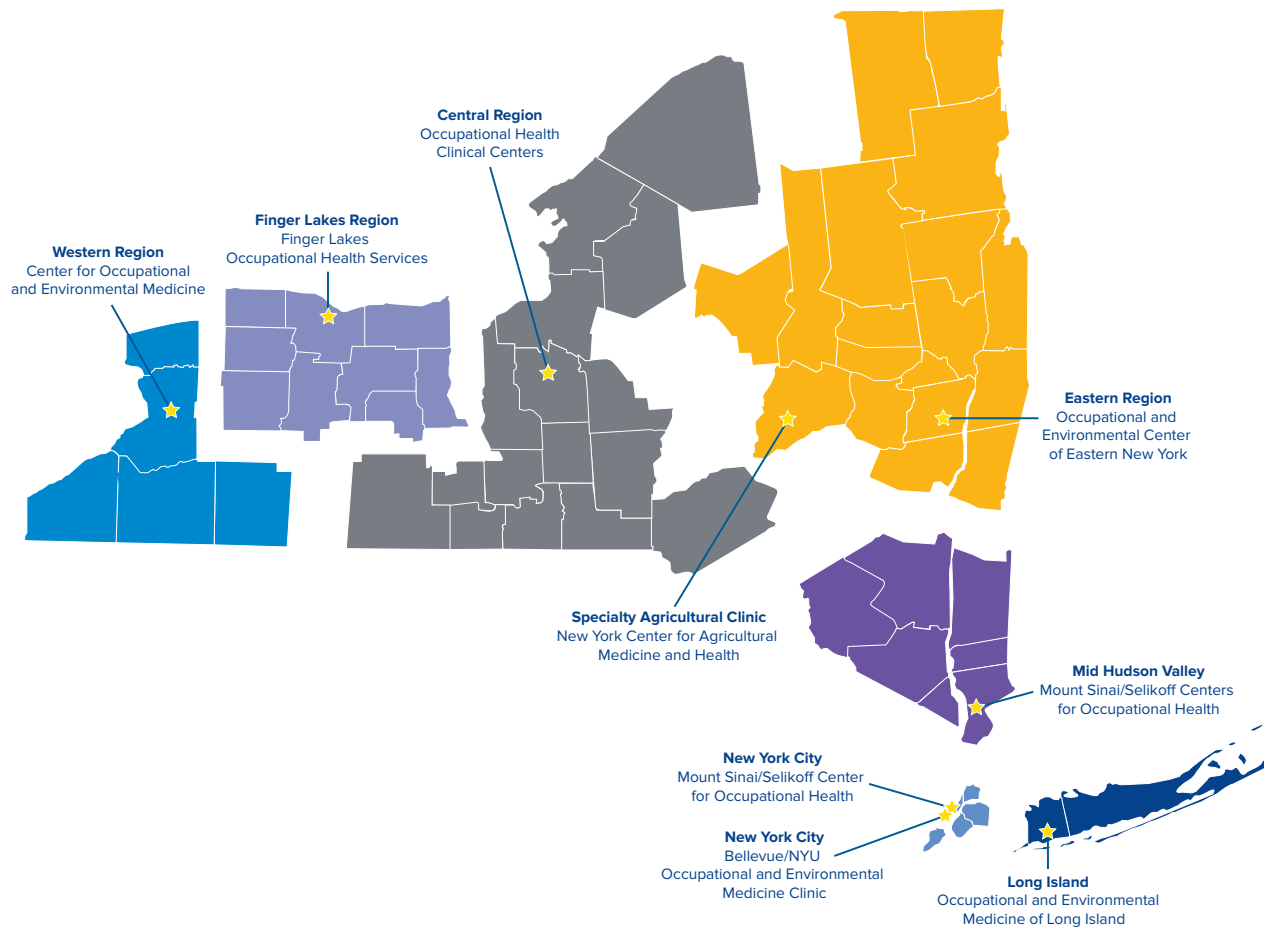 Central Region
Occupational Health
Clinical Centers
Finger Lakes Region
Finger Lakes
Occupational Health Services
Western Region
Center for Occupational
and Environmental Medicine
Eastern Region
Occupational and
Environmental Center
of Eastern New York
Specialty Agricultural Clinic
New York Center for Agricultural
Medicine and Health
Mid Hudson Valley
Mount Sinai/Selikoff Centers
for Occupational Health
New York City
Mount Sinai/Selikoff Center
for Occupational Health
New York City
Bellevue/NYU
Occupational and Environmental
Medicine Clinic
Long Island
Occupational and Environmental
Medicine of Long Island